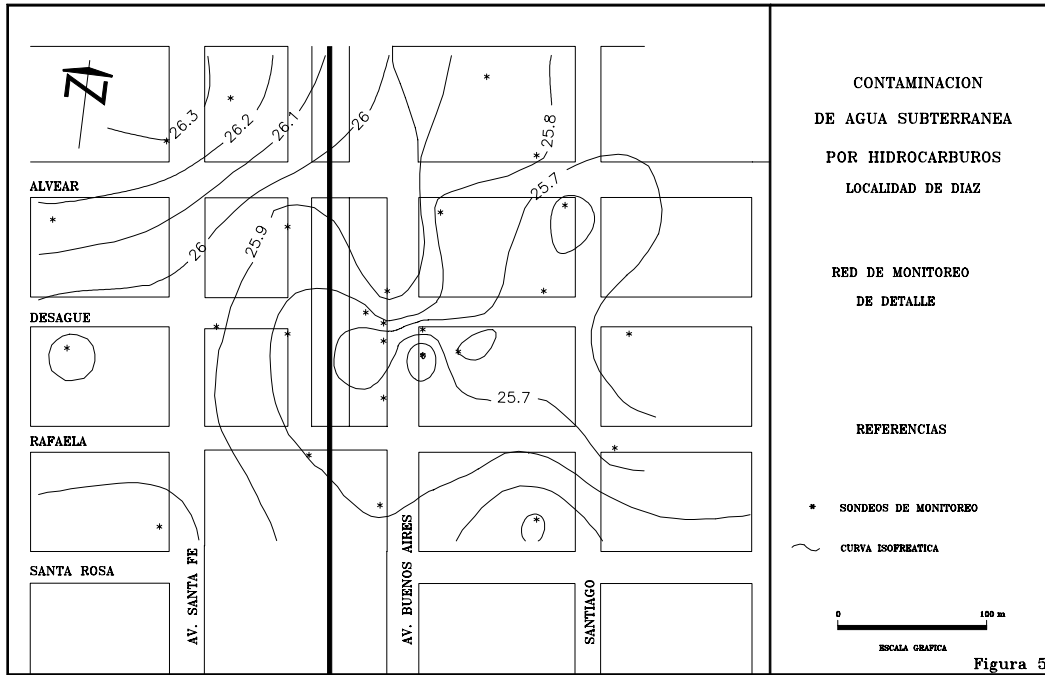 N
26.3
26.2
26.1
26
25.8
25.7
ALVEAR
26
25.9
DESAGUE
25.7
RAFAELA
SANTA ROSA
AV. SANTA FE
AV. BUENOS AIRES
SANTIAGO
CONTAMINACION
DE AGUA SUBTERRANEA
POR HIDROCARBUROS
LOCALIDAD DE DIAZ
RED DE MONITOREO
DE DETALLE
REFERENCIAS
* SONDEOS DE MONITOREO
CURVA ISOFREATICA
0 100 m
ESCALA GRAFICA
Figura 5